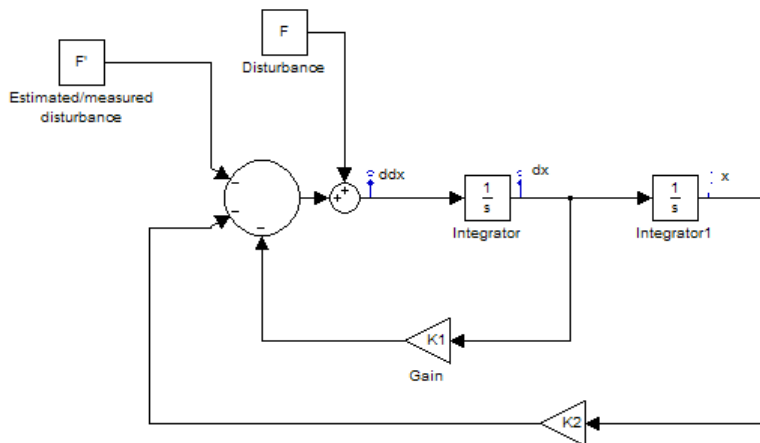 F
Disturbance
F'
Estimated/measured
disturbance
ddx
dx
x
1
s
Integrator
1
s
Integrator1
K1
Gain
K2